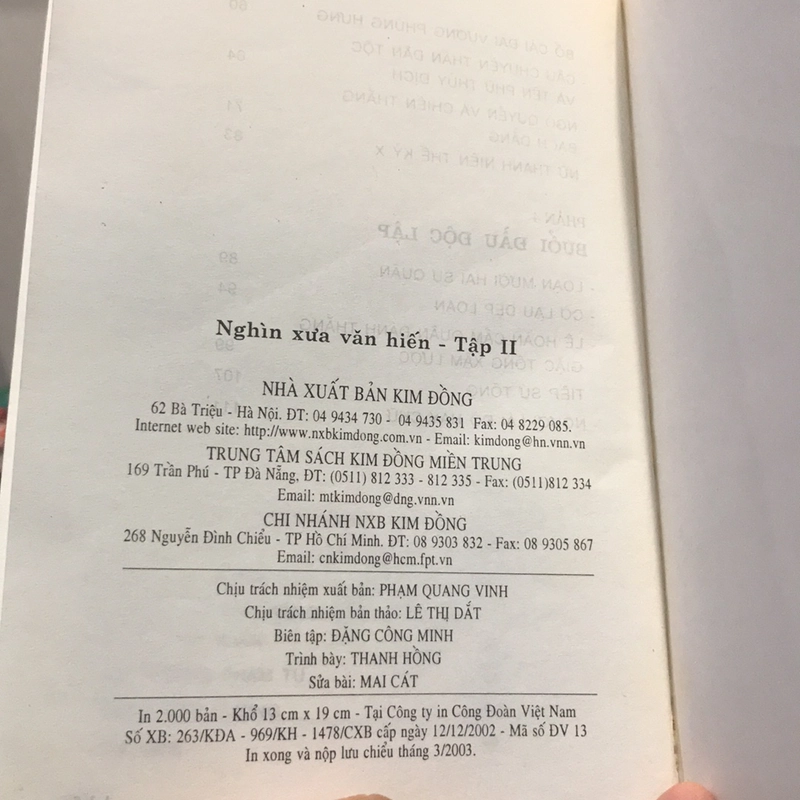 Nghìn xưa văn hiến - Tập II
NHÀ XUẤT BẢN KIM ĐỒNG
62 Bà Triệu - Hà Nội. ĐT: 04 9434 730 - 04 9435 831 Fax: 04 8229 085.
Internet web site: http://www.nxbkimdong.com.vn - Email: kimdong@hn.vnn.vn
TRUNG TÂM SÁCH KIM ĐỒNG MIỀN TRUNG
169 Trần Phú - TP Đà Nẵng, ĐT: (0511) 812 333 - 812 335 - Fax: (0511)812 334
Email: mtkimdong@dng.vnn.vn
CHI NHÁNH NXB KIM ĐỒNG
268 Nguyễn Đình Chiểu - TP Hồ Chí Minh. ĐT: 08 9303 832 - Fax: 08 9305 867
Email: cnkimdong@hcm.fpt.vn
Chịu trách nhiệm xuất bản: PHẠM QUANG VINH
Chịu trách nhiệm bản thảo: LÊ THỊ DẮT
Biên tập: ĐẶNG CÔNG MINH
Trình bày: THANH HỒNG
Sửa bài: MAI CÁT
In 2.000 bản - Khổ 13 cm x 19 cm - Tại Công ty in Công Đoàn Việt Nam
Số XB: 263/KĐA - 969/KH - 1478/CXB cấp ngày 12/12/2002 - Mã số DV 13
In xong và nộp lưu chiểu tháng 3/2003.